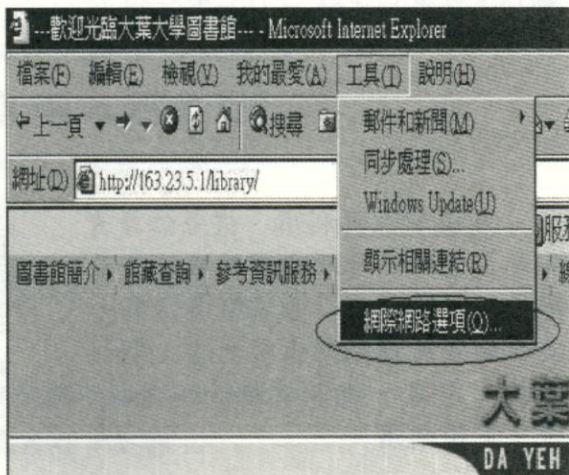 ---歡迎光臨大葉大學圖書館--- - Microsoft Internet Explorer
檔案(F) 編輯(E) 檢視(V) 我的最愛(A) 工具(T) 說明(H)
上一頁 搜尋
郵件和新聞(M)
同步處理(S)...
網址(D) http://163.23.5.1/library/
Windows Update(U)
圖書館簡介 館藏查詢 參考資訊服務
顯示相關連結(R)
網際網路選項(O)...
大葉
DA YEH